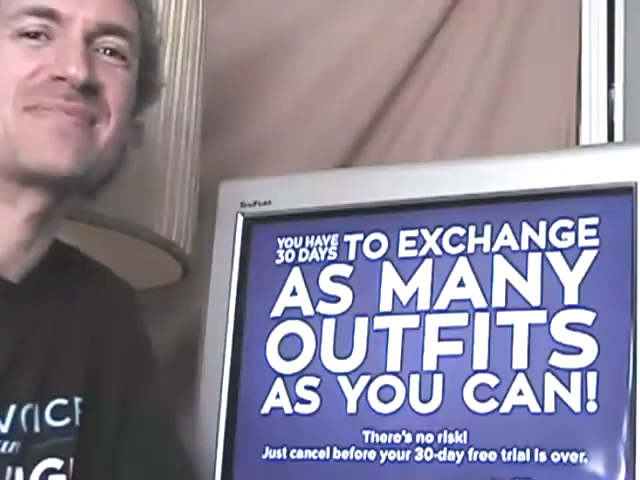 YOU HAVE
30 DAYS TO EXCHANGE
AS MANY
OUTFITS
AS YOU CAN!
There's no risk!
Just cancel before your 30-day free trial is over.
VOICE